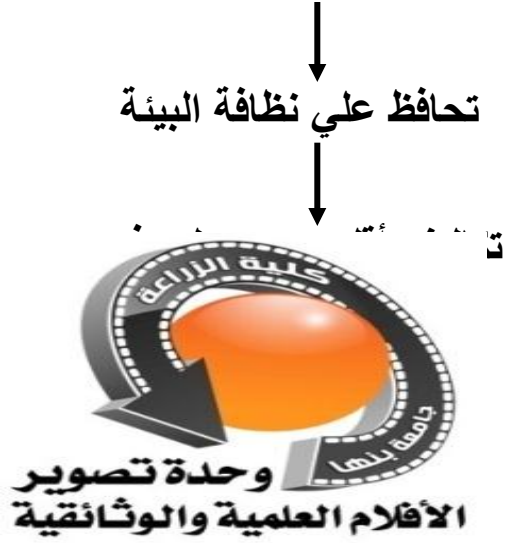 تحافظ علي نظافة البيئة
كلية الزراعة
جامعة بنها
وحدة تصوير
الأفلام العلمية والوثائقية